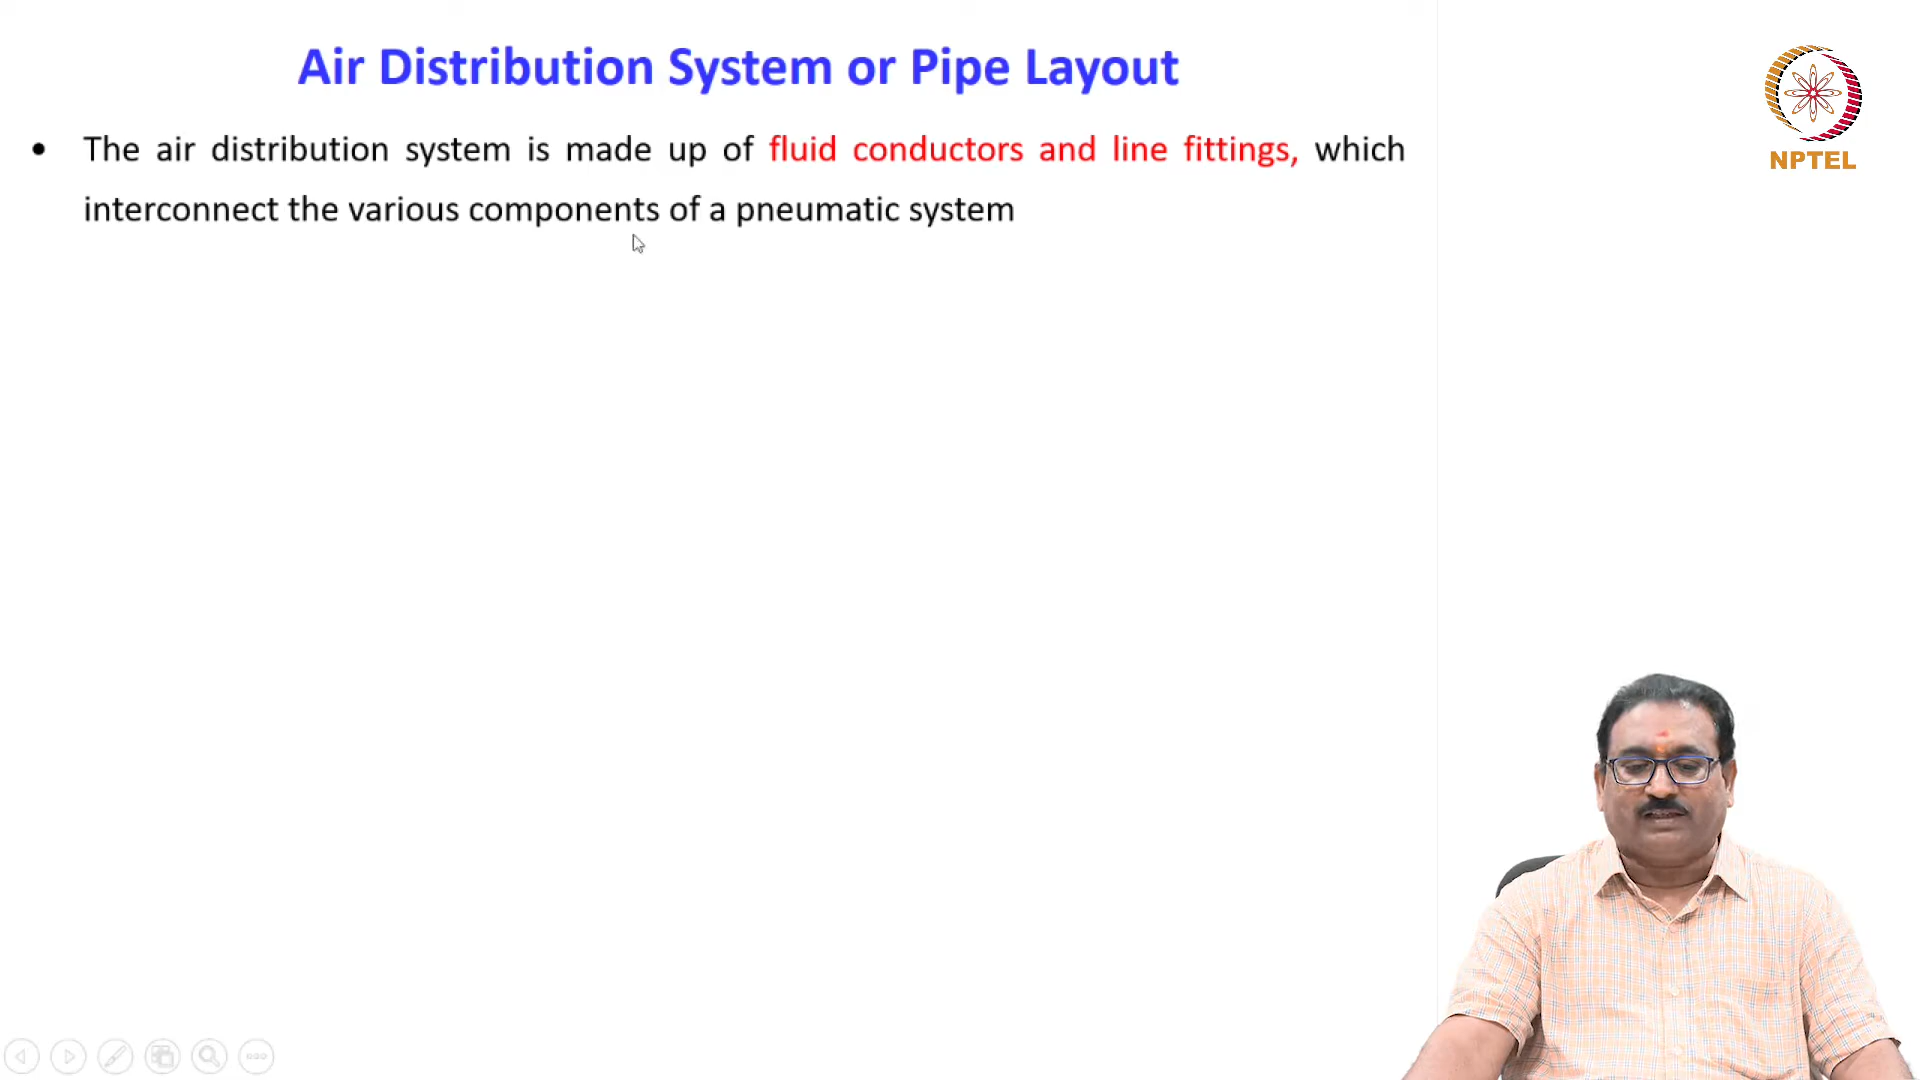 Air Distribution System or Pipe Layout
NPTEL
• The air distribution system is made up of fluid conductors and line fittings, which
interconnect the various components of a pneumatic system